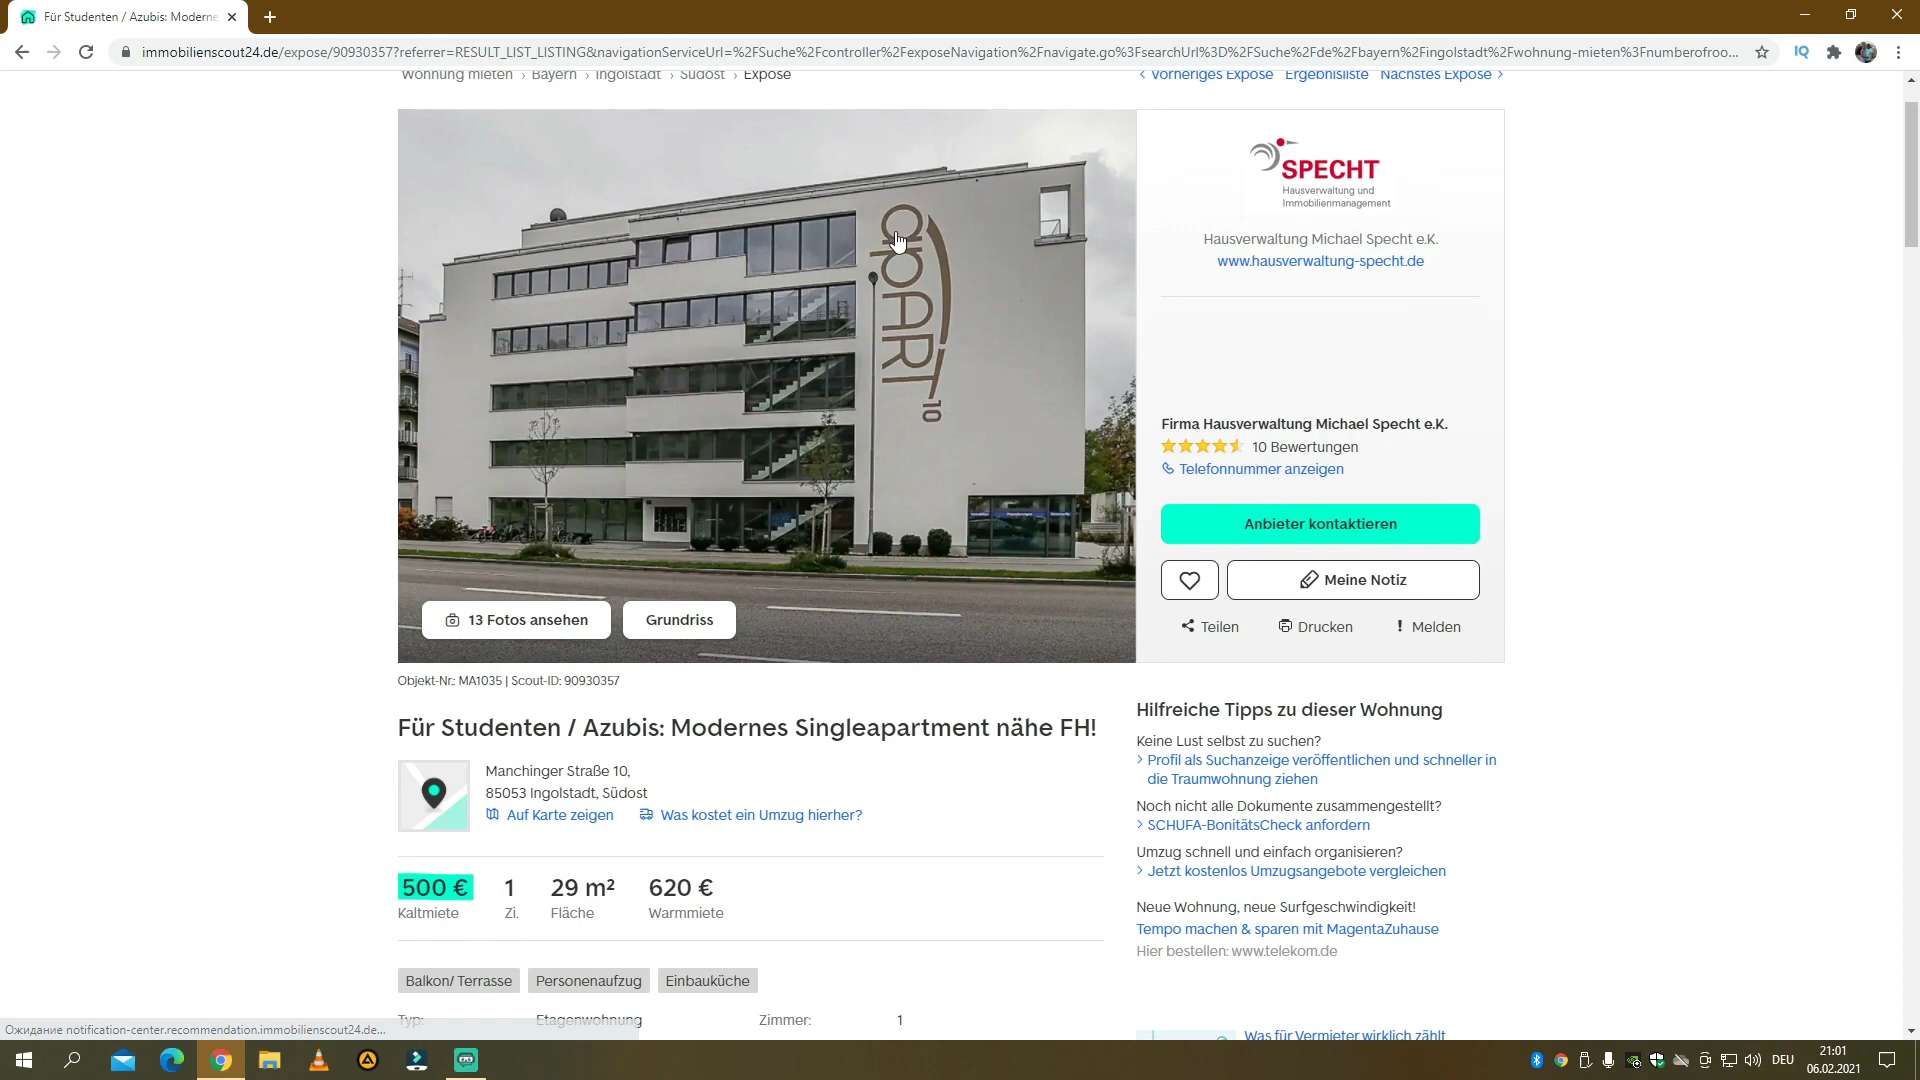 Für Studenten / Azubis: Moderne
immobilienscout24.de/expose/90930357?referrer=RESULT_LIST_LISTING&navigationServiceUrl=%2FSuche%2Fcontroller%2FexposeNavigation%2Fnavigate.go%3FsearchUrl%3D%2FSuche%2Fde%2Fbayern%2Fingolstadt%2Fwohnung-mieten%3Fnumberofroo...
Wohnung mieten › Bayern › Ingolstadt › Südost › Expose
Vorheriges Exposé Ergebnisliste Nächstes Exposé
SPECHT
Hausverwaltung und
Immobilienmanagement
Hausverwaltung Michael Specht e.K.
www.hausverwaltung-specht.de
10
Firma Hausverwaltung Michael Specht e.K.
10 Bewertungen
Telefonnummer anzeigen
Anbieter kontaktieren
Meine Notiz
Teilen Drucken Melden
13 Fotos ansehen Grundriss
Objekt-Nr.: MA1035 | Scout-ID: 90930357
Für Studenten / Azubis: Modernes Singleapartment nähe FH!
Manchinger Straße 10,
85053 Ingolstadt, Südost
Auf Karte zeigen Was kostet ein Umzug hierher?
500 € 1 29 m² 620 €
Kaltmiete Zi. Fläche Warmmiete
Balkon/ Terrasse Personenaufzug Einbauküche
Typ: Etagenwohnung Zimmer: 1
Hilfreiche Tipps zu dieser Wohnung
Keine Lust selbst zu suchen?
Profil als Suchanzeige veröffentlichen und schneller in
die Traumwohnung ziehen
Noch nicht alle Dokumente zusammengestellt?
SCHUFA-BonitätsCheck anfordern
Umzug schnell und einfach organisieren?
Jetzt kostenlos Umzugsangebote vergleichen
Neue Wohnung, neue Surfgeschwindigkeit!
Tempo machen & sparen mit MagentaZuhause
Hier bestellen: www.telekom.de
Was für Vermieter wirklich zählt
Ожидание notification-center.recommendation.immobilienscout24.de...
DEU
21:01
06.02.2021